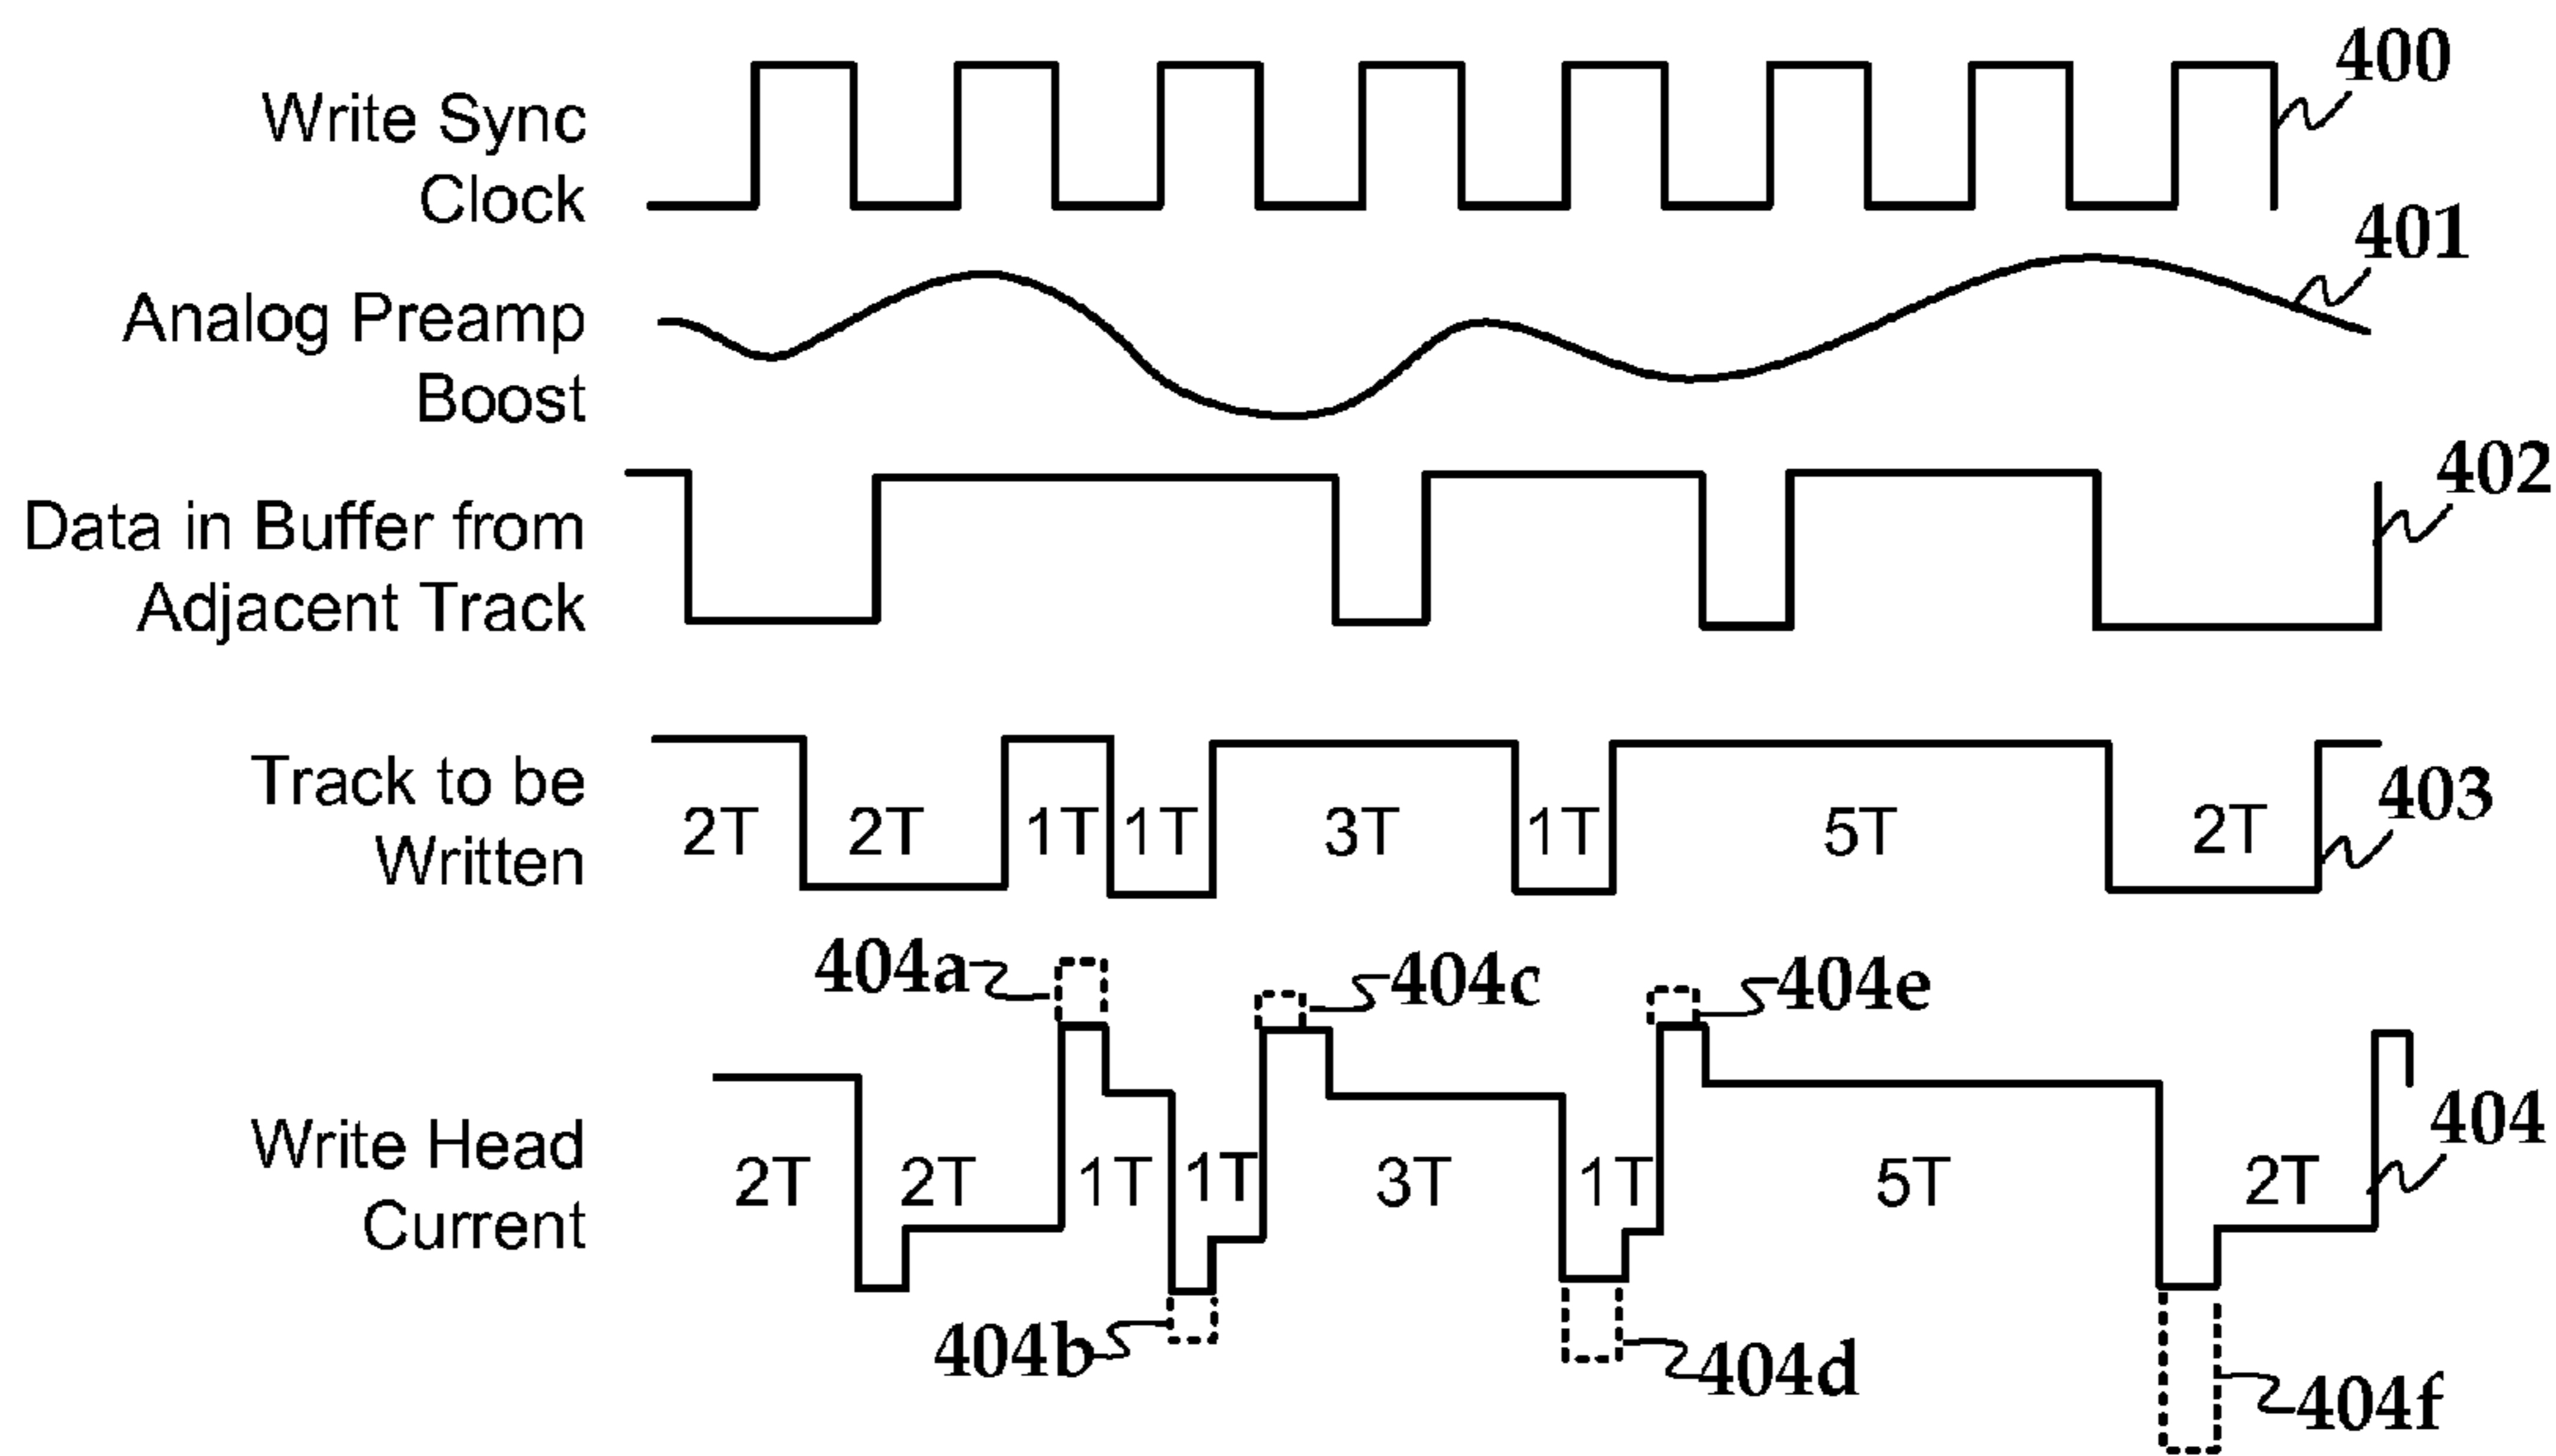 Write Sync
Clock
400
Analog Preamp
Boost
401
Data in Buffer from
Adjacent Track
402
Track to be
Written
2T 2T 1T 1T 3T 1T 5T 2T
403
404a 404c 404e
Write Head
Current
2T 2T 1T 1T 3T 1T 5T 2T
404
404b 404d 404f